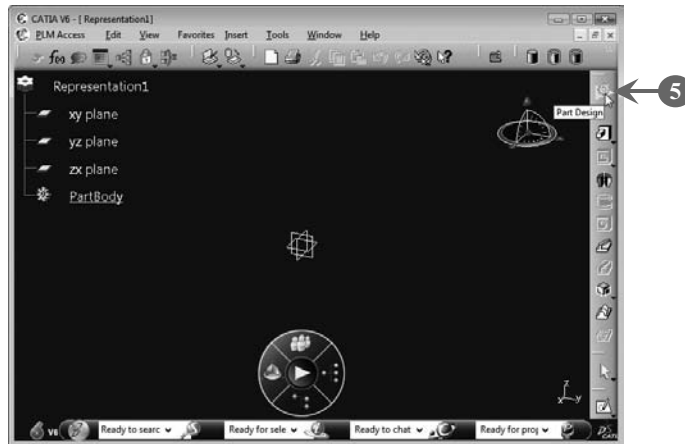 CATIA V6 - [ Representation1]
PLM Access Edit View Favorites Insert Tools Window Help
Representation1
xy plane
yz plane
zx plane
PartBody
Part Design
5
z
x y
V6 Ready to searc Ready for sele Ready to chat Ready for proj